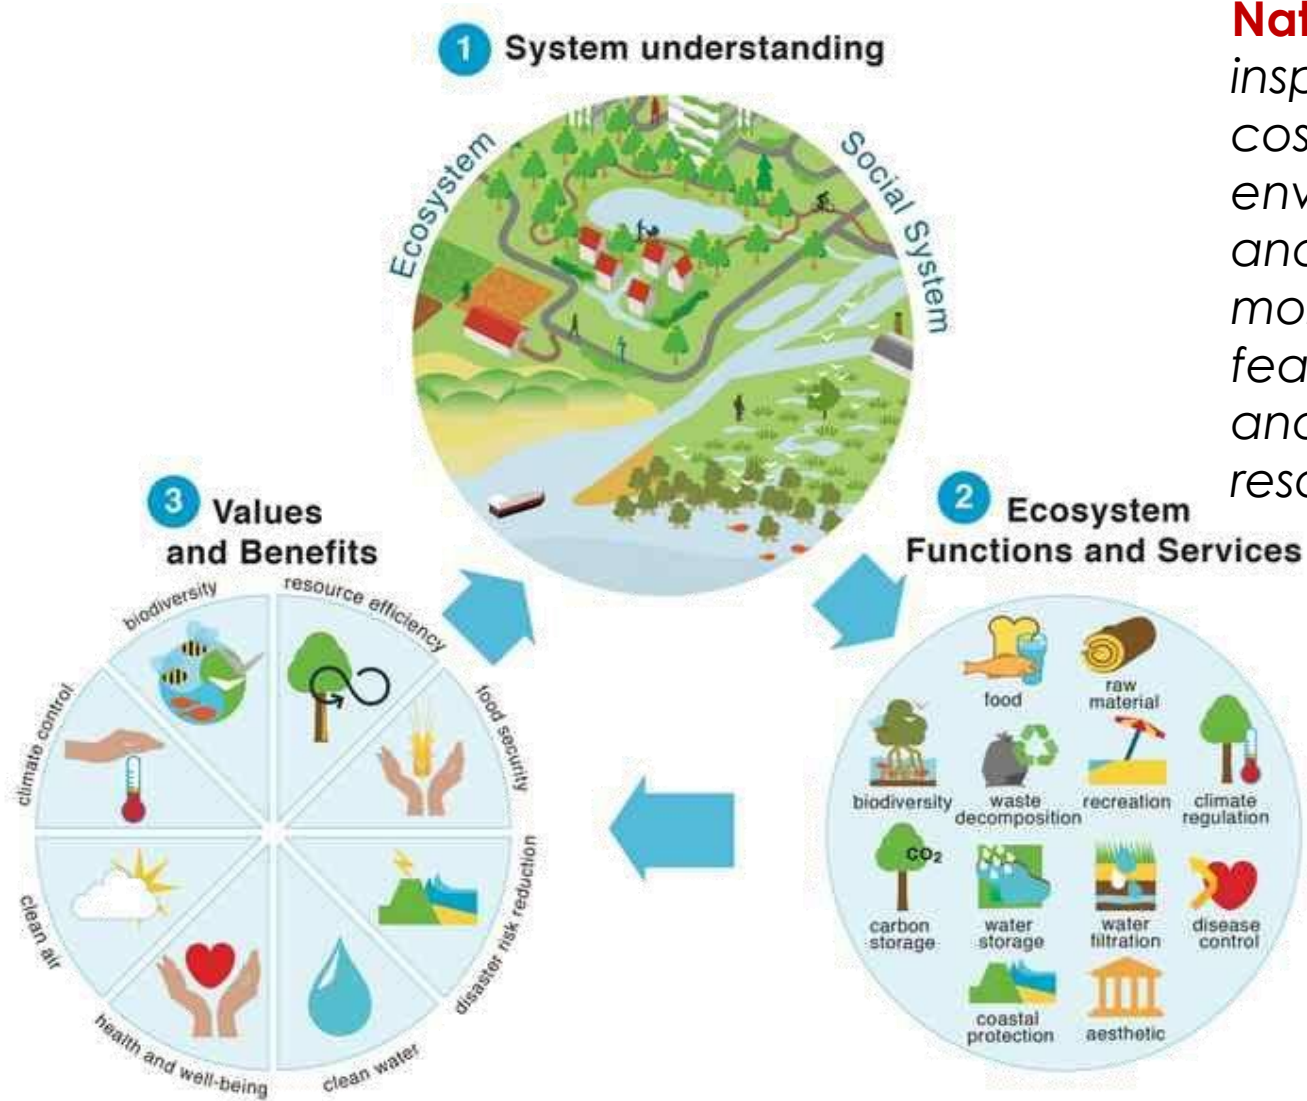 1 System understanding
Ecosystem
Social System
Nat
insp
cos
env
and
mo
fea
and
reso
2 Ecosystem
Functions and Services
food
raw
material
biodiversity
waste
decomposition
recreation
climate
regulation
carbon
storage
CO2
water
storage
water
filtration
disease
control
coastal
protection
aesthetic
3 Values
and Benefits
biodiversity
resource efficiency
food security
disaster risk reduction
clean water
health and well-being
clean air
climate control